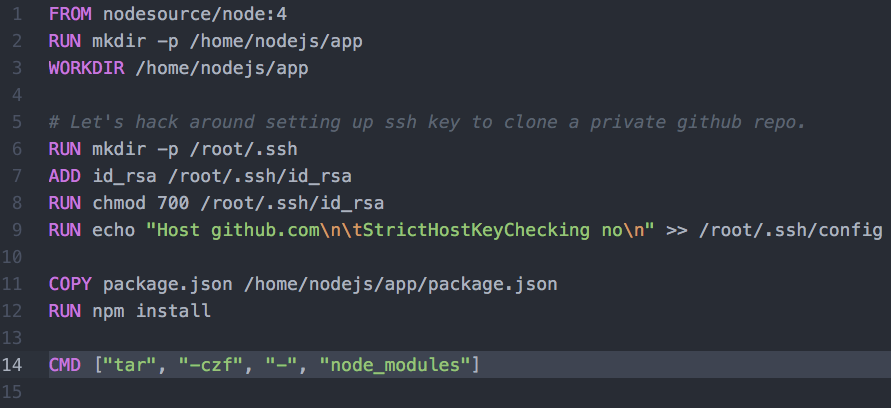 1 FROM nodesource/node:4
2 RUN mkdir -p /home/nodejs/app
3 WORKDIR /home/nodejs/app
4
5 # Let's hack around setting up ssh key to clone a private github repo.
6 RUN mkdir -p /root/.ssh
7 ADD id_rsa /root/.ssh/id_rsa
8 RUN chmod 700 /root/.ssh/id_rsa
9 RUN echo "Host github.com\n\tStrictHostKeyChecking no\n" >> /root/.ssh/config
10
11 COPY package.json /home/nodejs/app/package.json
12 RUN npm install
13
14 CMD ["tar", "-czf", "-", "node_modules"]
15